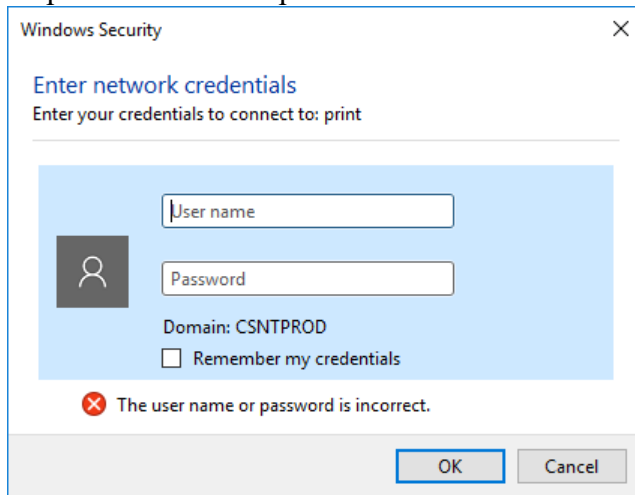 Windows Security
Enter network credentials
Enter your credentials to connect to: print
User name
Password
Domain: CSNTPROD
Remember my credentials
The user name or password is incorrect.
OK Cancel